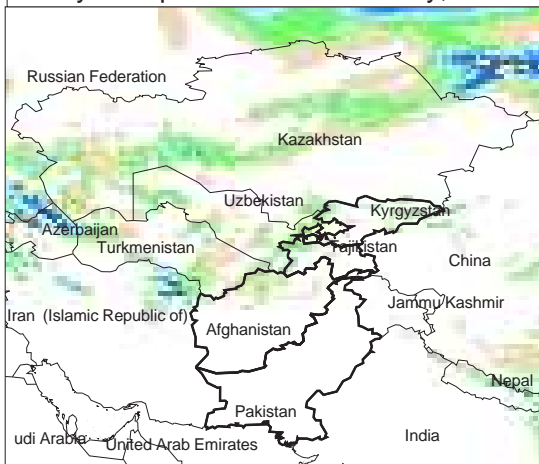 Russian Federation
Kazakhstan
Uzbekistan
Kyrgyzstan
Azerbaijan
Turkmenistan
Tajikistan
China
Jammu/Kashmir
Iran (Islamic Republic of)
Afghanistan
Nepal
Pakistan
udi Arabia
United Arab Emirates
India